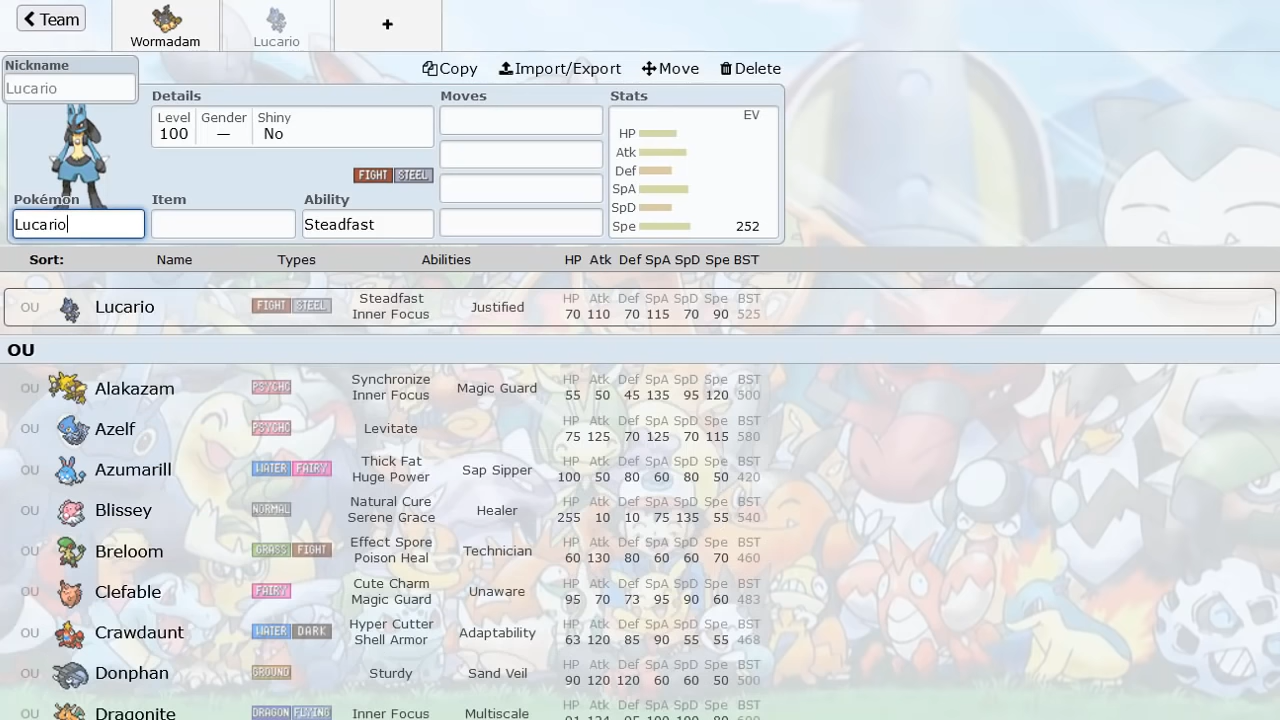 Team
Wormadam
Lucario
+
Nickname
Lucario
Copy
Import/Export
Move
Delete
Details
Moves
Stats
Level
Gender
Shiny
100
—
No
EV
HP
Atk
Def
SpA
SpD
Spe 252
FIGHT STEEL
Pokémon
Item
Ability
Lucario
Steadfast
Sort: Name Types Abilities HP Atk Def SpA SpD Spe BST
OU Lucario FIGHT STEEL Steadfast Inner Focus Justified HP 70 Atk 110 Def 70 SpA 115 SpD 70 Spe 90 BST 525
OU
OU Alakazam PSYCHC Synchronize Inner Focus Magic Guard HP 55 Atk 50 Def 45 SpA 135 SpD 95 Spe 120 BST 500
OU Azelf PSYCHC Levitate HP 75 Atk 125 Def 70 SpA 125 SpD 70 Spe 115 BST 580
OU Azumarill WATER FAIRY Thick Fat Huge Power Sap Sipper HP 100 Atk 50 Def 80 SpA 60 SpD 80 Spe 50 BST 420
OU Blissey NORMAL Natural Cure Serene Grace Healer HP 255 Atk 10 Def 10 SpA 75 SpD 135 Spe 55 BST 540
OU Breloom GRASS FIGHT Effect Spore Poison Heal Technician HP 60 Atk 130 Def 80 SpA 60 SpD 60 Spe 70 BST 460
OU Clefable FAIRY Cute Charm Magic Guard Unaware HP 95 Atk 70 Def 73 SpA 95 SpD 90 Spe 60 BST 483
OU Crawdaunt WATER DARK Hyper Cutter Shell Armor Adaptability HP 63 Atk 120 Def 85 SpA 90 SpD 55 Spe 55 BST 468
OU Donphan GROUND Sturdy Sand Veil HP 90 Atk 120 Def 120 SpA 60 SpD 60 Spe 50 BST 500
OU Dragonite DRAGON FLYING Inner Focus Multiscale HP Atk Def SpA SpD Spe BST